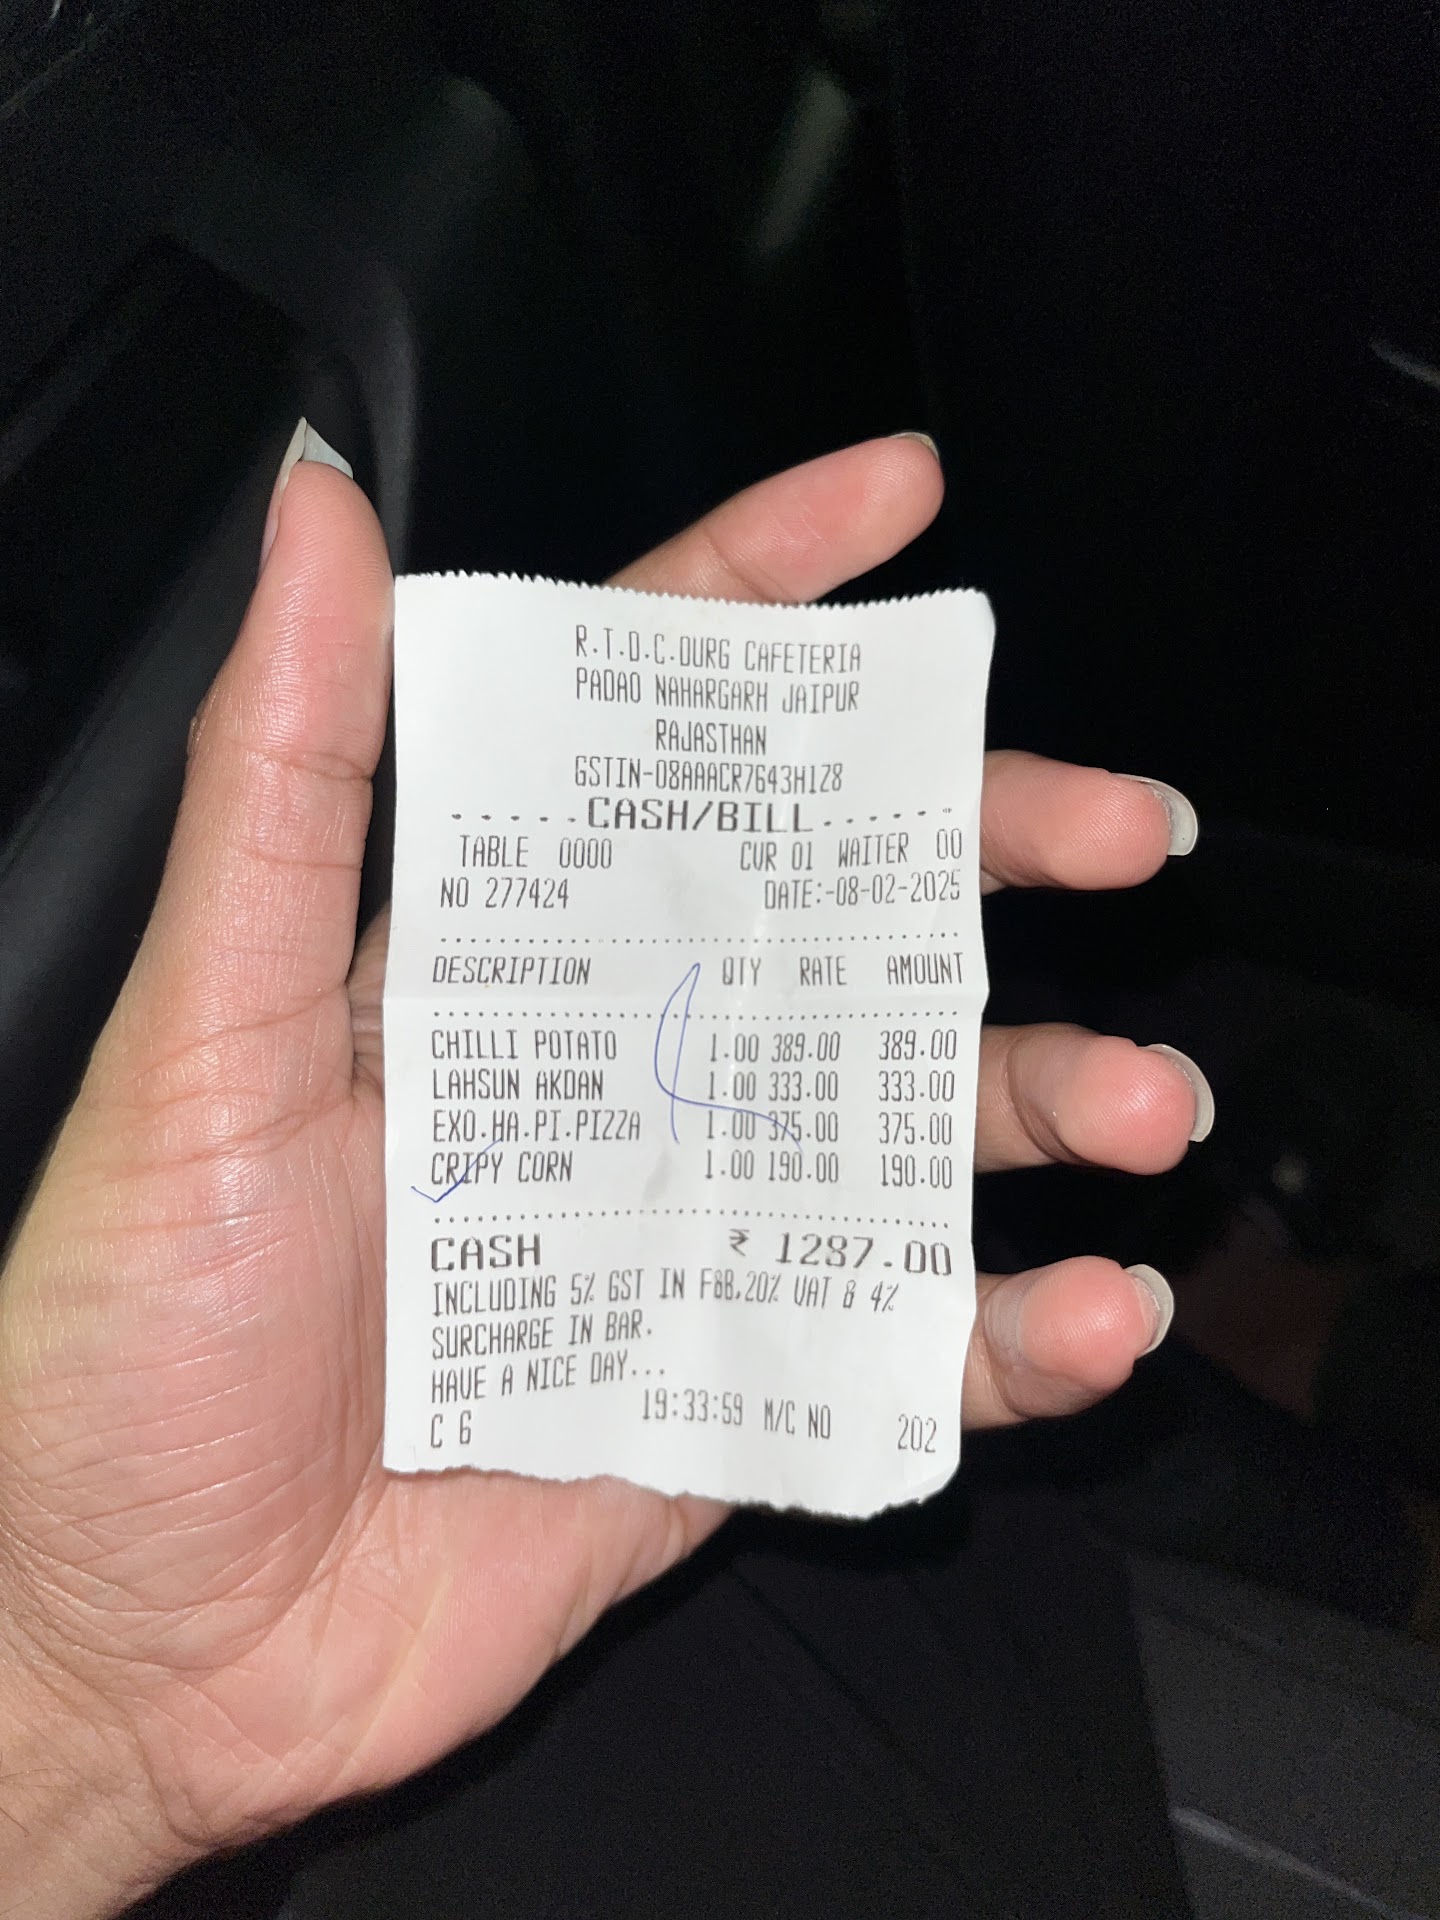 R.T.D.C.DURG CAFETERIA
PADAO NAHARGARH JAIPUR
RAJASTHAN
GSTIN-08AAACR7643H1Z8
.....CASH/BILL.....
TABLE 0000 CVR 01 WAITER 00
NO 277424 DATE:-08-02-2025
DESCRIPTION QTY RATE AMOUNT
CHILLI POTATO 1.00 389.00 389.00
LAHSUN AKDAN 1.00 333.00 333.00
EXO.HA.PI.PIZZA 1.00 375.00 375.00
CRIPY CORN 1.00 190.00 190.00
CASH ₹ 1287.00
INCLUDING 5% GST IN F&B,20% VAT & 4%
SURCHARGE IN BAR.
HAVE A NICE DAY...
19:33:59 M/C NO 202
C 6